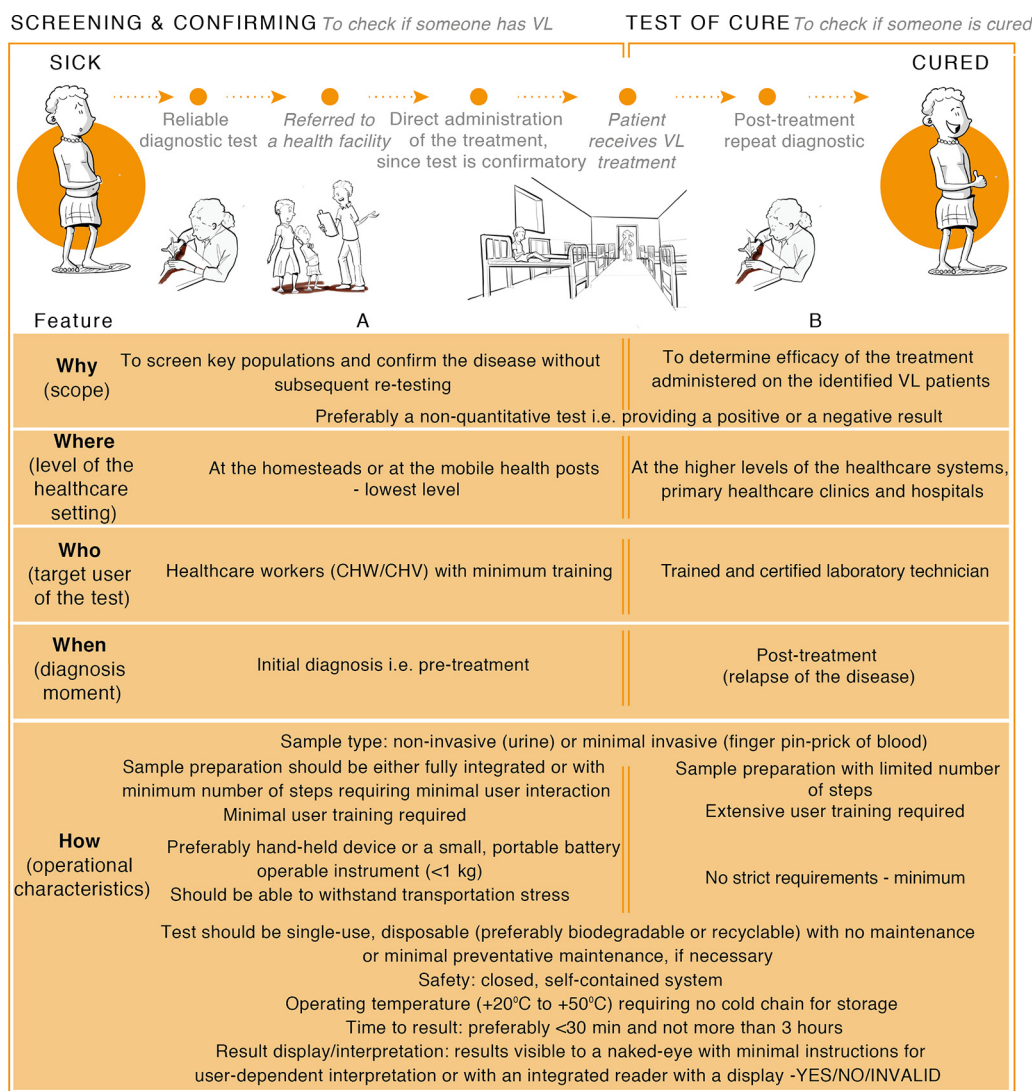 SCREENING & CONFIRMING To check if someone has VL
TEST OF CURE To check if someone is cured
SICK
CURED
Reliable
diagnostic test
Referred to
a health facility
Direct administration
of the treatment,
since test is confirmatory
Patient
receives VL
treatment
Post-treatment
repeat diagnostic
Feature
A
B
Why
(scope)
To screen key populations and confirm the disease without
subsequent re-testing
To determine efficacy of the treatment
administered on the identified VL patients
Preferably a non-quantitative test i.e. providing a positive or a negative result
Where
(level of the
healthcare
setting)
At the homesteads or at the mobile health posts
- lowest level
At the higher levels of the healthcare systems,
primary healthcare clinics and hospitals
Who
(target user
of the test)
Healthcare workers (CHW/CHV) with minimum training
Trained and certified laboratory technician
When
(diagnosis
moment)
Initial diagnosis i.e. pre-treatment
Post-treatment
(relapse of the disease)
How
(operational
characteristics)
Sample type: non-invasive (urine) or minimal invasive (finger pin-prick of blood)
Sample preparation should be either fully integrated or with
minimum number of steps requiring minimal user interaction
Minimal user training required
Sample preparation with limited number
of steps
Extensive user training required
Preferably hand-held device or a small, portable battery
operable instrument (<1 kg)
Should be able to withstand transportation stress
No strict requirements - minimum
Test should be single-use, disposable (preferably biodegradable or recyclable) with no maintenance
or minimal preventative maintenance, if necessary
Safety: closed, self-contained system
Operating temperature (+20⁰C to +50⁰C) requiring no cold chain for storage
Time to result: preferably <30 min and not more than 3 hours
Result display/interpretation: results visible to a naked-eye with minimal instructions for
user-dependent interpretation or with an integrated reader with a display -YES/NO/INVALID